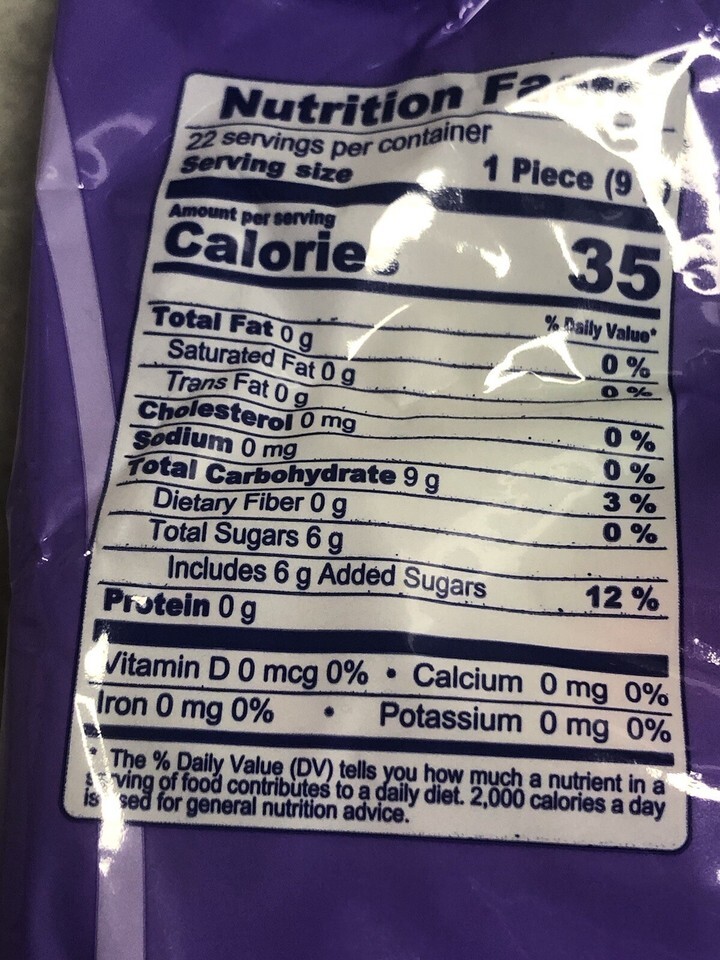 Nutrition
22 servings per container
Serving size 1 Piece (9
Amount per serving
Calories 35
% Daily Value*
Total Fat 0 g 0 %
Saturated Fat 0 g 0 %
Trans Fat 0 g
Cholesterol 0 mg 0 %
Sodium 0 mg 0 %
Total Carbohydrate 9 g 3 %
Dietary Fiber 0 g 0 %
Total Sugars 6 g
Includes 6 g Added Sugars 12 %
Protein 0 g
Vitamin D 0 mcg 0% • Calcium 0 mg 0%
Iron 0 mg 0% • Potassium 0 mg 0%
* The % Daily Value (DV) tells you how much a nutrient in a
serving of food contributes to a daily diet. 2,000 calories a day
is used for general nutrition advice.